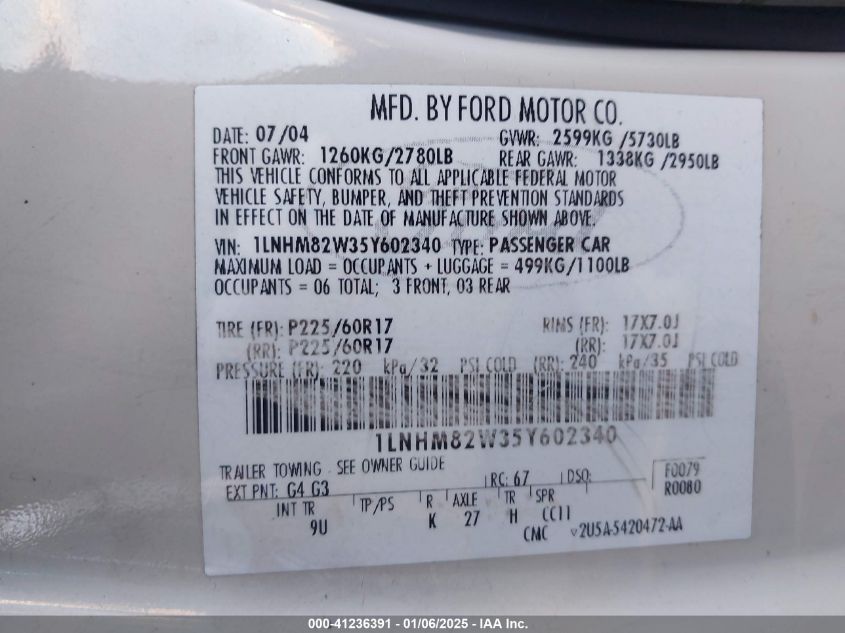 MFD. BY FORD MOTOR CO.
DATE: 07/04 GVWR: 2599KG /5730LB
FRONT GAWR: 1260KG/2780LB REAR GAWR: 1338KG /2950LB
THIS VEHICLE CONFORMS TO ALL APPLICABLE FEDERAL MOTOR
VEHICLE SAFETY, BUMPER, AND THEFT PREVENTION STANDARDS
IN EFFECT ON THE DATE OF MANUFACTURE SHOWN ABOVE.
VIN: 1LNHM82W35Y602340 TYPE: PASSENGER CAR
MAXIMUM LOAD = OCCUPANTS + LUGGAGE = 499KG/1100LB
OCCUPANTS = 06 TOTAL; 3 FRONT, 03 REAR
TIRE (FR): P225/60R17 RIMS (FR): 17X7.0J
(RR): P225/60R17 (RR): 17X7.0J
PRESSURE (FR): 220 kPa/32 PSI COLD (RR): 240 kPa/35 PSI COLD
1LNHM82W35Y602340
TRAILER TOWING - SEE OWNER GUIDE F0079
EXT PNT: G4 G3 RC: 67 DSO: R0080
INT TR TP/PS R AXLE TR SPR
9U K 27 H CC11
CMC V2U5A-5420472-AA
000-41236391 - 01/06/2025 - IAA Inc.